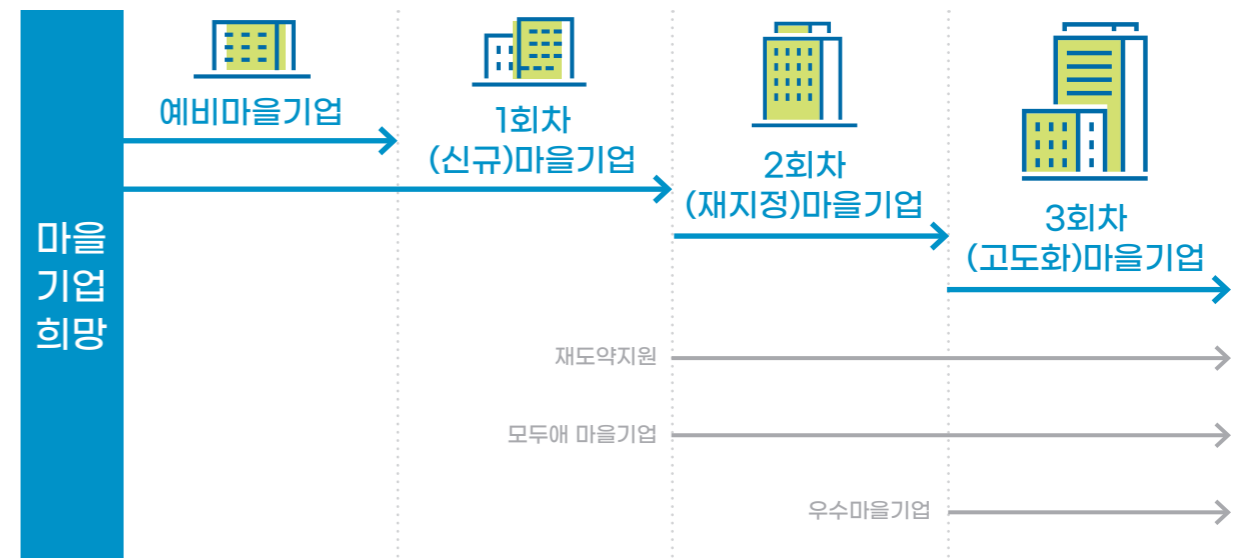 마을
기업
희망
예비마을기업
1회차
(신규)마을기업
2회차
(재지정)마을기업
3회차
(고도화)마을기업
재도약지원
모두애 마을기업
우수마을기업